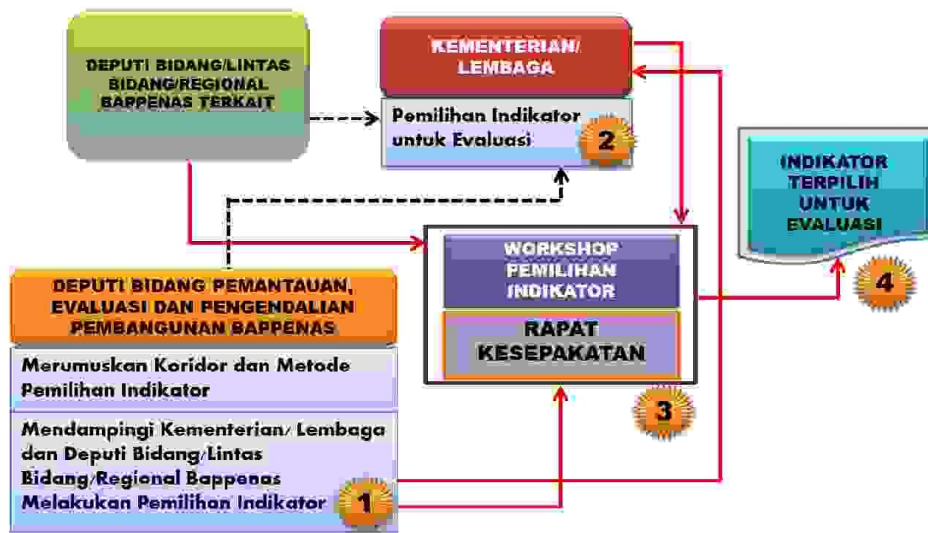 DEPUTI BIDANG/LINTAS
BIDANG/REGIONAL
BAPPENAS TERKAIT
KEMENTERIAN/
LEMBAGA
Pemilihan Indikator
untuk Evaluasi
2
INDIKATOR
TERPILIH
UNTUK
EVALUASI
4
WORKSHOP
PEMILIHAN
INDIKATOR
RAPAT
KESEPAKATAN
3
DEPUTI BIDANG PEMANTAUAN,
EVALUASI DAN PENGENDALIAN
PEMBANGUNAN BAPPENAS
Merumuskan Koridor dan Metode
Pemilihan Indikator
Mendampingi Kementerian/ Lembaga
dan Deputi Bidang/Lintas
Bidang/Regional Bappenas
Melakukan Pemilihan Indikator
1